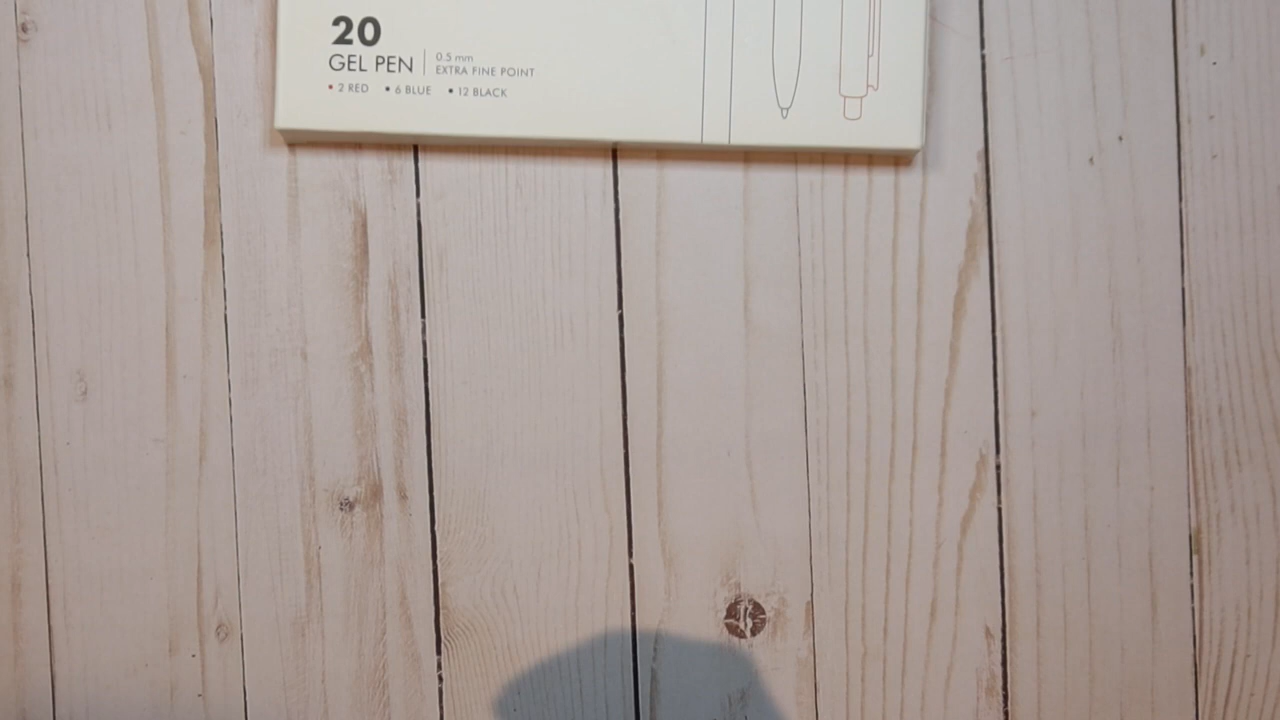 20
GEL PEN | 0.5 mm
EXTRA FINE POINT
• 2 RED • 6 BLUE • 12 BLACK